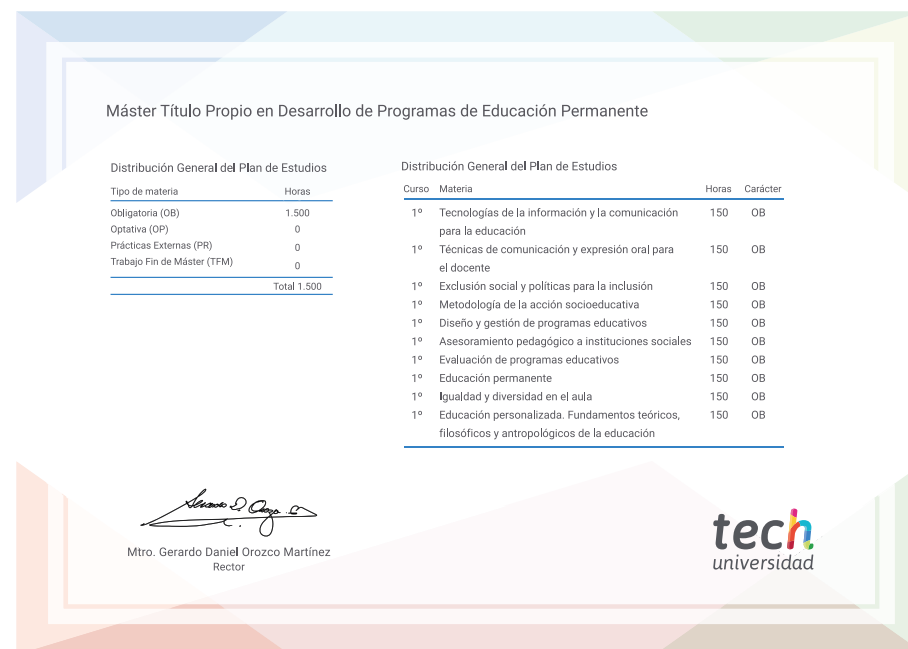 Máster Título Propio en Desarrollo de Programas de Educación Permanente
Distribución General del Plan de Estudios
Tipo de materia Horas
Obligatoria (OB) 1.500
Optativa (OP) 0
Prácticas Externas (PR) 0
Trabajo Fin de Máster (TFM) 0
Total 1.500
Distribución General del Plan de Estudios
Curso Materia Horas Carácter
1º Tecnologías de la información y la comunicación 150 OB
para la educación
1º Técnicas de comunicación y expresión oral para 150 OB
el docente
1º Exclusión social y políticas para la inclusión 150 OB
1º Metodología de la acción socioeducativa 150 OB
1º Diseño y gestión de programas educativos 150 OB
1º Asesoramiento pedagógico a instituciones sociales 150 OB
1º Evaluación de programas educativos 150 OB
1º Educación permanente 150 OB
1º Igualdad y diversidad en el aula 150 OB
1º Educación personalizada. Fundamentos teóricos, 150 OB
filosóficos y antropológicos de la educación
Mtro. Gerardo Daniel Orozco Martínez
Rector
tech
universidad